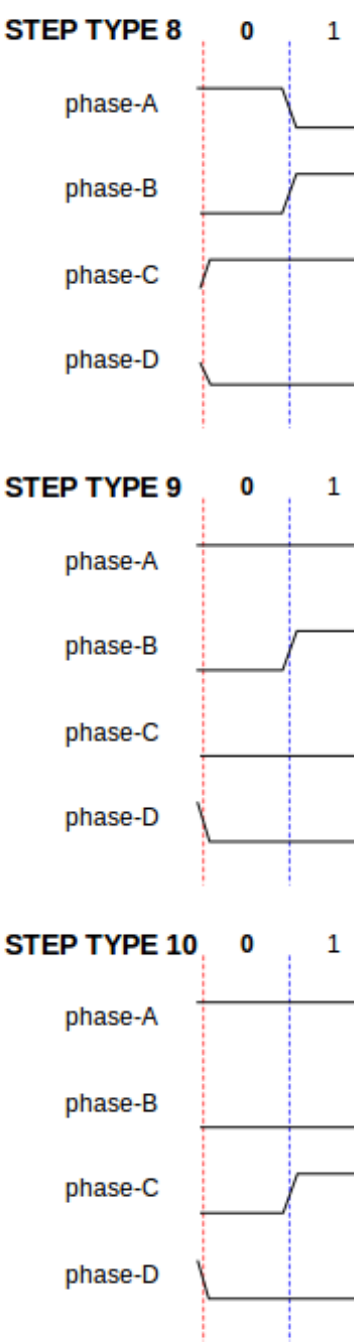 STEP TYPE 8 0 1
phase-A
phase-B
phase-C
phase-D
STEP TYPE 9 0 1
phase-A
phase-B
phase-C
phase-D
STEP TYPE 10 0 1
phase-A
phase-B
phase-C
phase-D